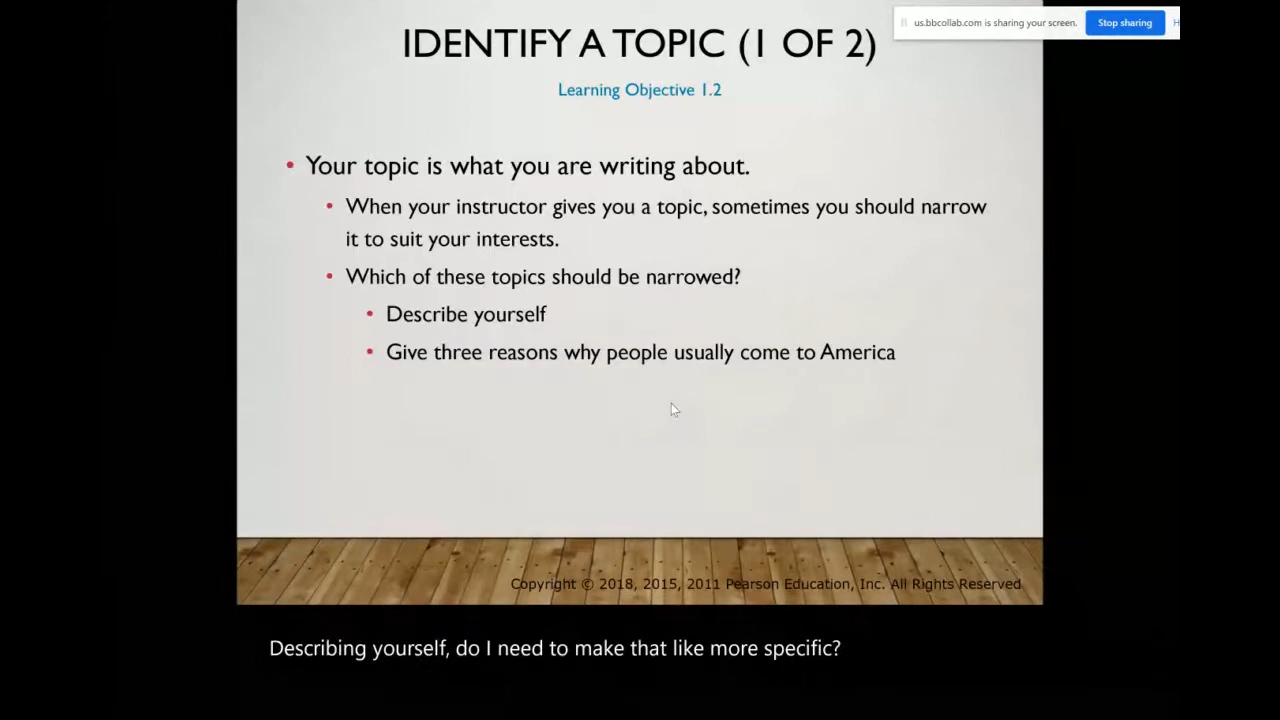 us.bbcollab.com is sharing your screen.
Stop sharing
H
IDENTIFY A TOPIC (1 OF 2)
Learning Objective 1.2
• Your topic is what you are writing about.
• When your instructor gives you a topic, sometimes you should narrow
it to suit your interests.
• Which of these topics should be narrowed?
• Describe yourself
• Give three reasons why people usually come to America
Copyright © 2018, 2015, 2011 Pearson Education, Inc. All Rights Reserved
Describing yourself, do I need to make that like more specific?